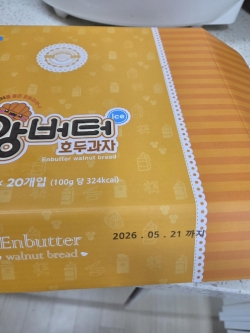 앙버터
ice
호두과자
Enbutter walnut bread
× 20개입 (100g 당 324kcal)
2026 . 05 . 21 까지
Enbutter
walnut bread